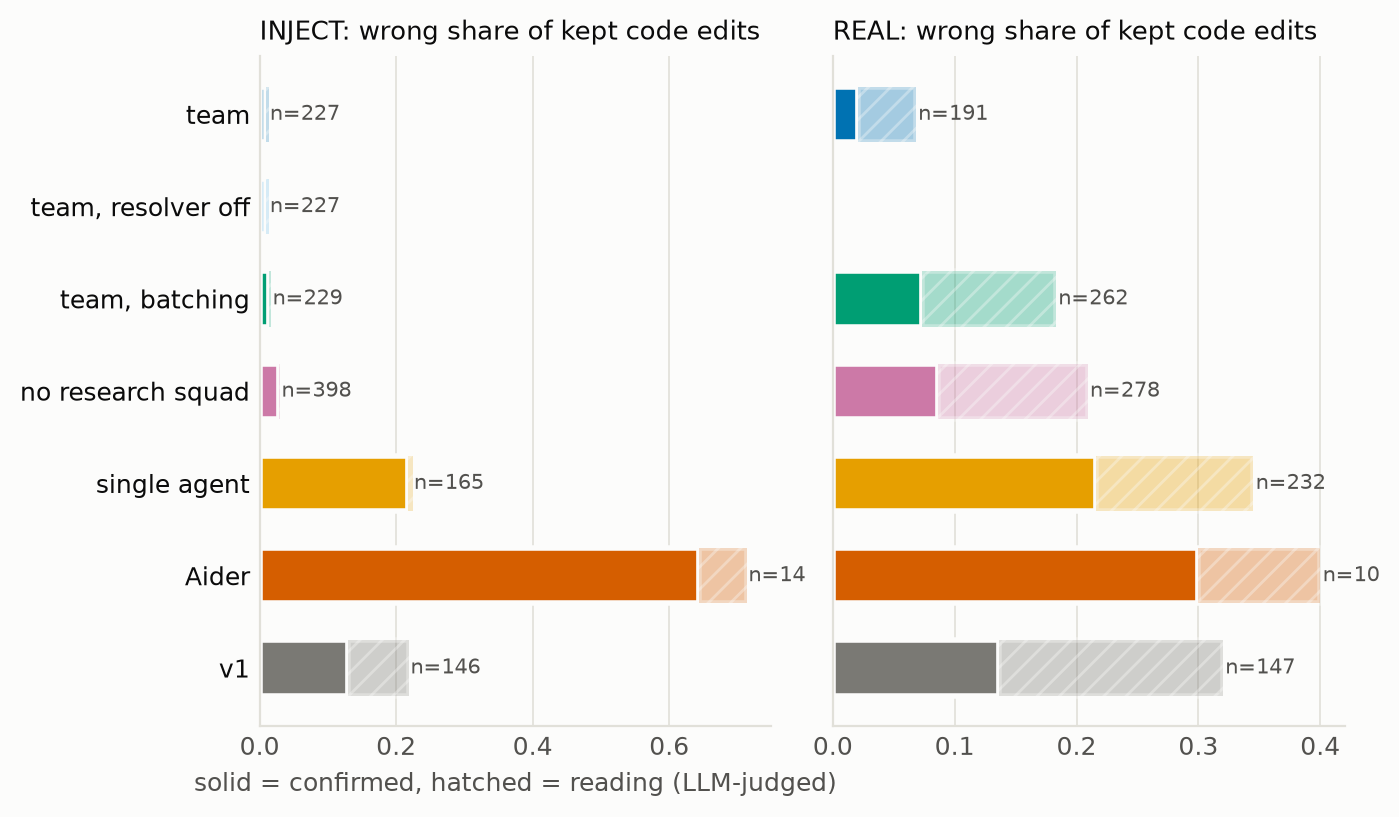 INJECT: wrong share of kept code edits
REAL: wrong share of kept code edits
team
n=227
n=191
team, resolver off
n=227
team, batching
n=229
n=262
no research squad
n=398
n=278
single agent
n=165
n=232
Aider
n=14
n=10
v1
n=146
n=147
0.0 0.2 0.4 0.6
0.0 0.1 0.2 0.3 0.4
solid = confirmed, hatched = reading (LLM-judged)